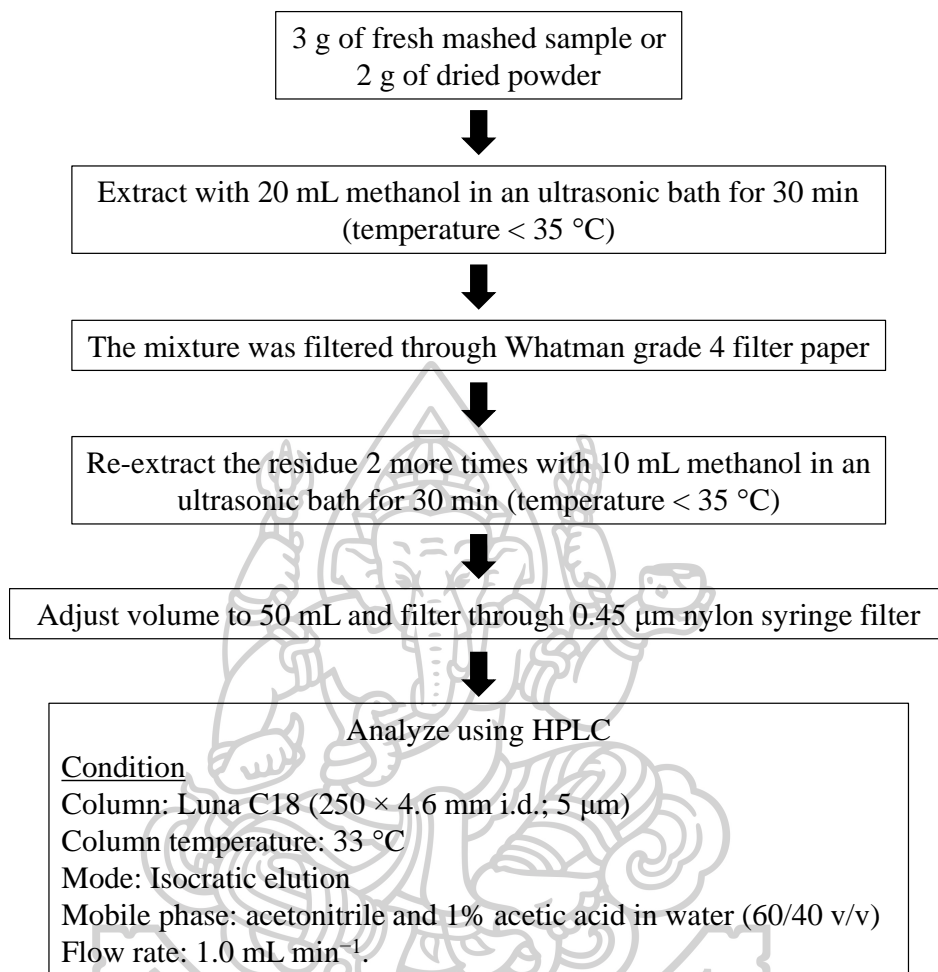 3 g of fresh mashed sample or
2 g of dried powder
Extract with 20 mL methanol in an ultrasonic bath for 30 min
(temperature < 35 °C)
The mixture was filtered through Whatman grade 4 filter paper
Re-extract the residue 2 more times with 10 mL methanol in an
ultrasonic bath for 30 min (temperature < 35 °C)
Adjust volume to 50 mL and filter through 0.45 μm nylon syringe filter
Analyze using HPLC
Condition
Column: Luna C18 (250 × 4.6 mm i.d.; 5 μm)
Column temperature: 33 °C
Mode: Isocratic elution
Mobile phase: acetonitrile and 1% acetic acid in water (60/40 v/v)
Flow rate: 1.0 mL min⁻¹.